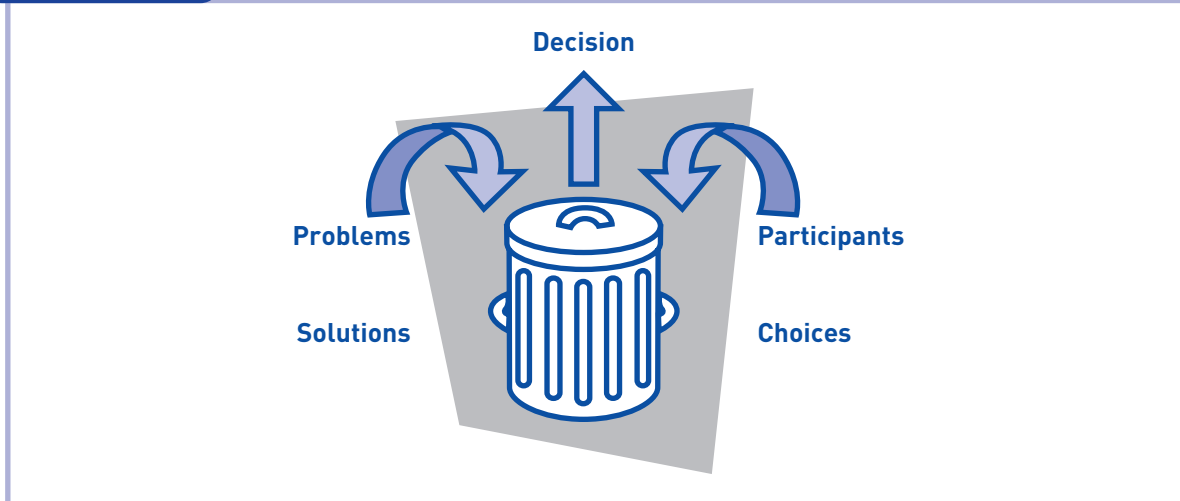 Decision
Problems
Participants
Solutions
Choices